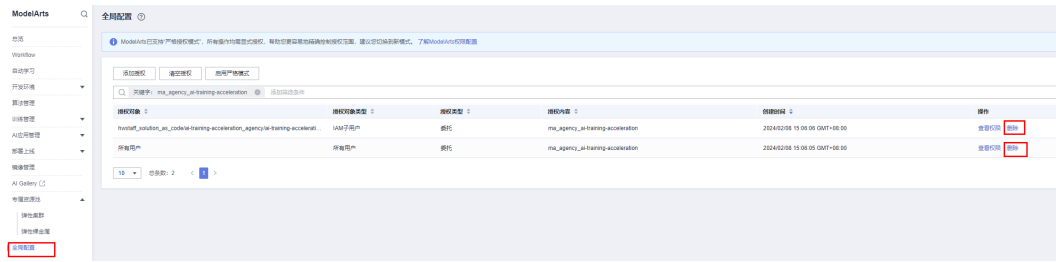 ModelArts
总览
Workflow
自动学习
开发环境
算法管理
训练管理
AI应用管理
部署上线
镜像管理
AI Gallery
专属资源池
弹性集群
弹性裸金属
全局配置
全局配置
ModelArts已支持“严格授权模式”，所有操作均需显式授权，帮助您更容易地精确控制授权范围，建议您切换到新模式。 了解ModelArts权限配置
添加授权 清空授权 启用严格模式
关键字： ma_agency_ai-training-acceleration 添加筛选条件
授权对象 授权对象类型 授权类型 授权内容 创建时间 操作
hwstaff_solution_as_code/ai-training-acceleration_agency/ai-training-accelerati... IAM子用户 委托 ma_agency_ai-training-acceleration 2024/02/08 15:06:06 GMT+08:00 查看权限 删除
所有用户 所有用户 委托 ma_agency_ai-training-acceleration 2024/02/08 15:06:05 GMT+08:00 查看权限 删除
10 总条数：2 < 1 >